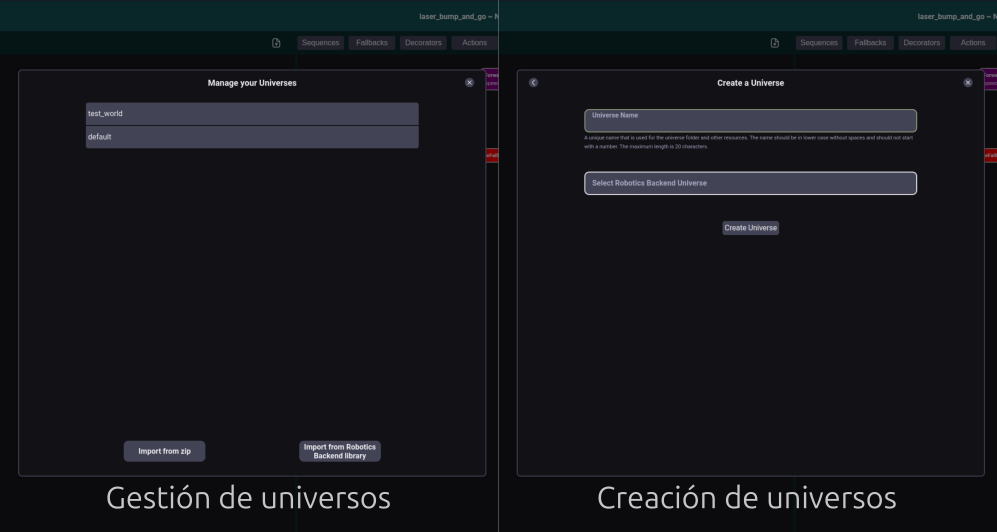 laser_bump_and_go – N
Sequences Fallbacks Decorators Actions
Manage your Universes
test_world
default
Import from zip
Import from Robotics
Backend library
Gestión de universos
laser_bump_and_go – N
Sequences Fallbacks Decorators Actions
Create a Universe
Universe Name
A unique name that is used for the universe folder and other resources. The name should be in lower case without spaces and should not start
with a number. The maximum length is 20 characters.
Select Robotics Backend Universe
Create Universe
Creación de universos